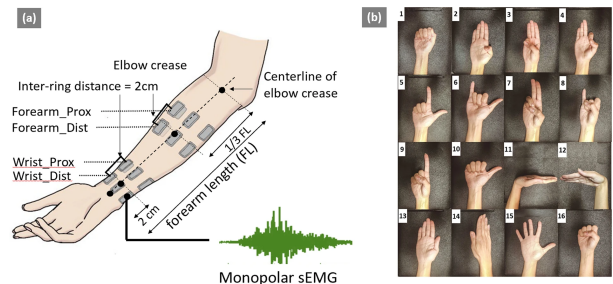 (a)
Elbow crease
Inter-ring distance = 2cm
Centerline of
elbow crease
Forearm_Prox
Forearm_Dist
1/3 FL
Wrist_Prox
Wrist_Dist
forearm length (FL)
2 cm
Monopolar sEMG
(b)
1 2 3 4
5 6 7 8
9 10 11 12
13 14 15 16